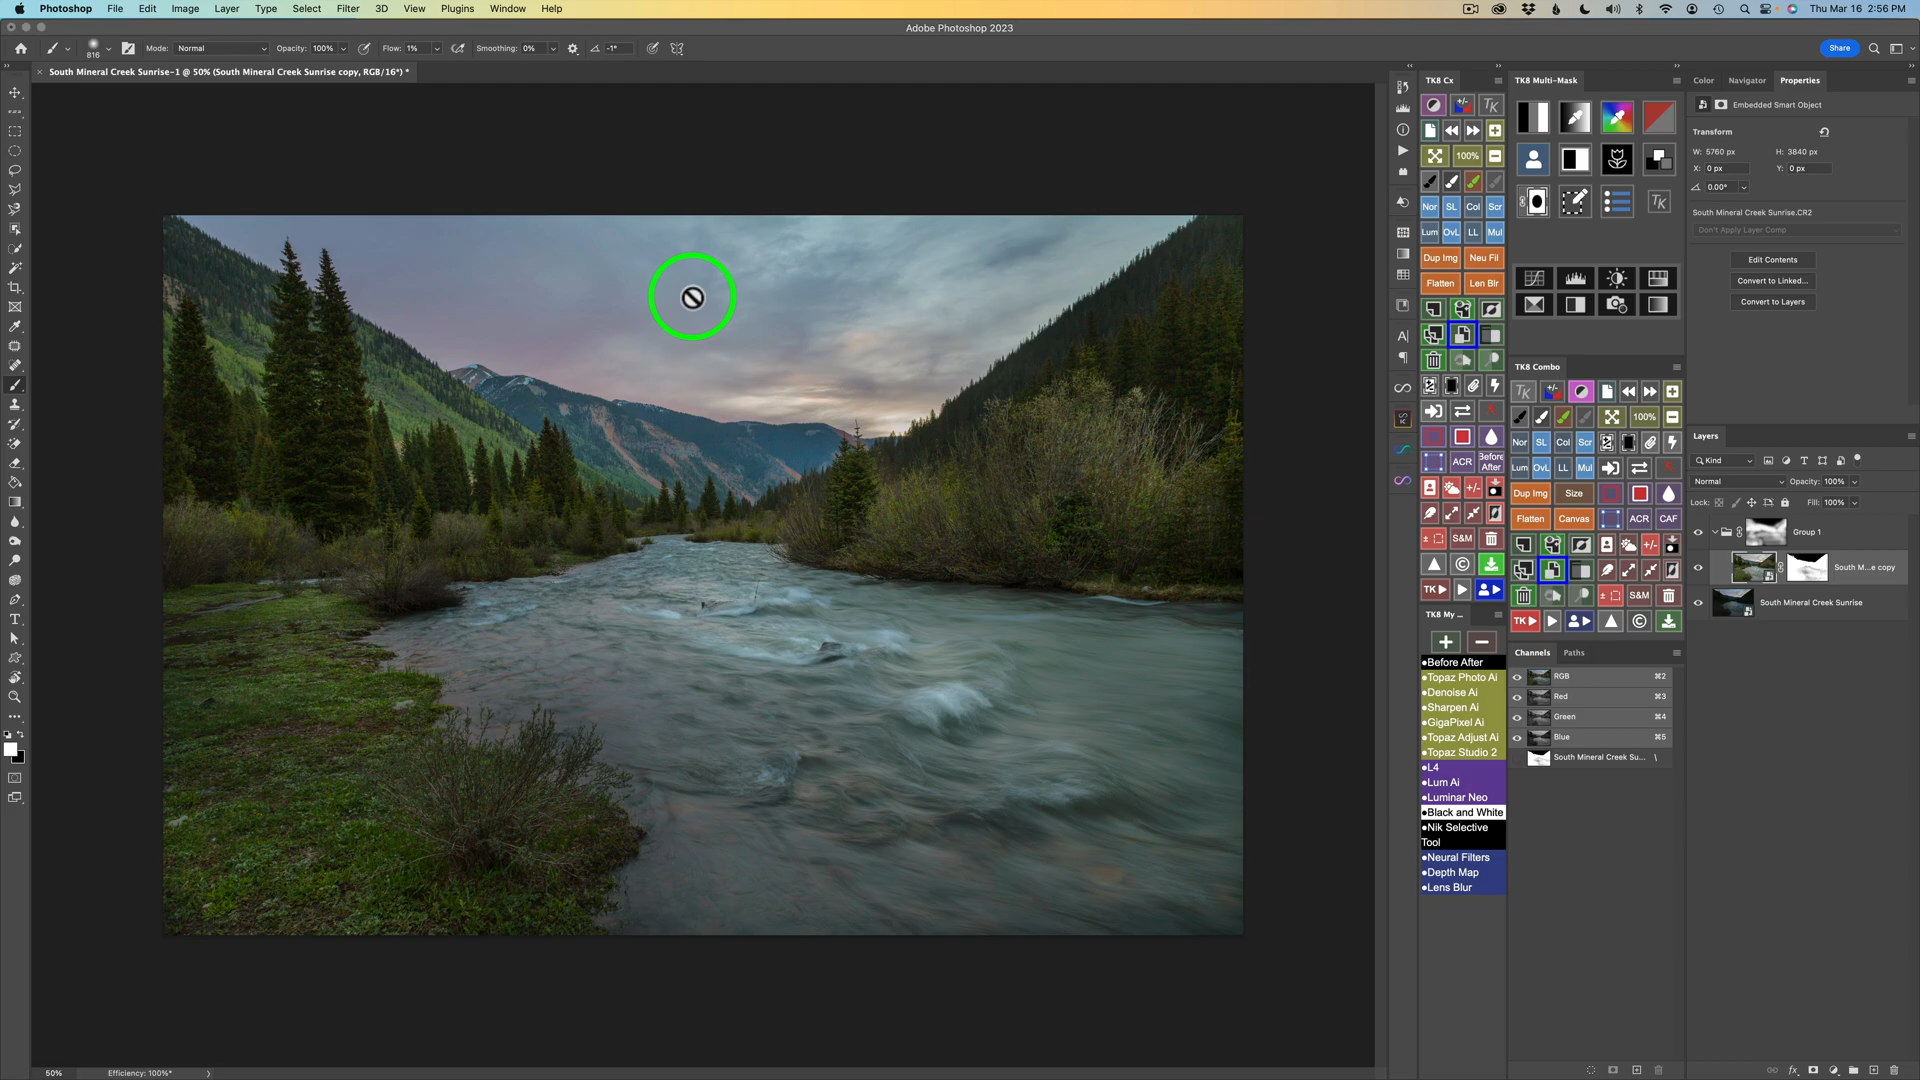 Photoshop File Edit Image Layer Type Select Filter 3D View Plugins Window Help
Thu Mar 16 2:56 PM
Adobe Photoshop 2023
816
Mode: Normal Opacity: 100% Flow: 1% Smoothing: 0% -1°
Share
South Mineral Creek Sunrise-1 @ 50% (South Mineral Creek Sunrise copy, RGB/16*) *
TK8 Cx
TK
100%
Nor SL Col Scr
Lum OvL LL Mul
Dup Img Neu Fil
Flatten Len Blr
ACR Before After
+/-
S&M
TK
TK8 My ...
Before After
Topaz Photo Ai
Denoise Ai
Sharpen Ai
GigaPixel Ai
Topaz Adjust Ai
Topaz Studio 2
L4
Lum Ai
Luminar Neo
Black and White
Nik Selective
Tool
Neural Filters
Depth Map
Lens Blur
TK8 Multi-Mask
TK
TK8 Combo
TK
100%
Nor SL Col Scr
Lum OvL LL Mul
Dup Img Size
Flatten Canvas ACR CAF
+/-
S&M
TK
Channels Paths
RGB ⌘2
Red ⌘3
Green ⌘4
Blue ⌘5
South Mineral Creek Su... \
Color Navigator Properties
Embedded Smart Object
Transform
W: 5760 px H: 3840 px
X: 0 px Y: 0 px
0.00°
South Mineral Creek Sunrise.CR2
Don't Apply Layer Comp
Edit Contents
Convert to Linked...
Convert to Layers
Layers
Kind
Normal Opacity: 100%
Lock: Fill: 100%
Group 1
South M...e copy
South Mineral Creek Sunrise
50% Efficiency: 100%*